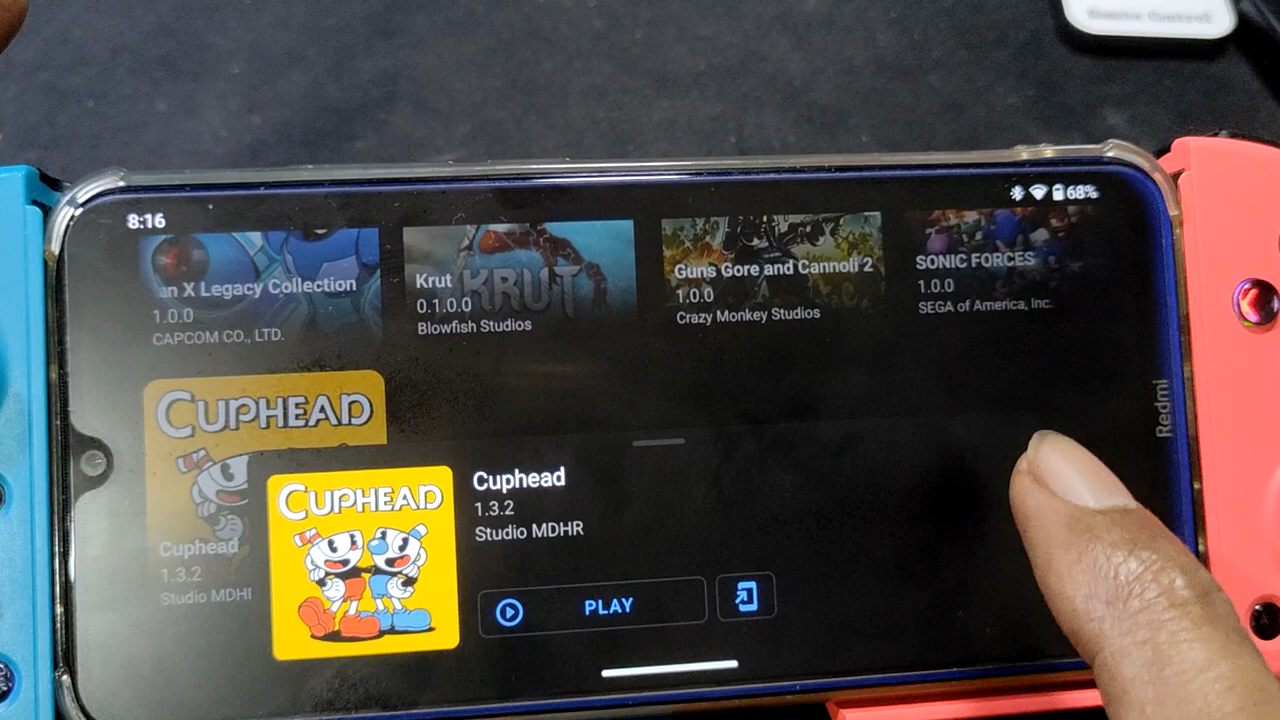 Remote Control
8:16
68%
an X Legacy Collection
1.0.0
CAPCOM CO., LTD.
Krut
KRUT
0.1.0.0
Blowfish Studios
Guns Gore and Cannoli 2
1.0.0
Crazy Monkey Studios
SONIC FORCES
1.0.0
SEGA of America, Inc.
Redmi
CUPHEAD
Cuphead
1.3.2
Studio MDHI
CUPHEAD
Cuphead
1.3.2
Studio MDHR
PLAY